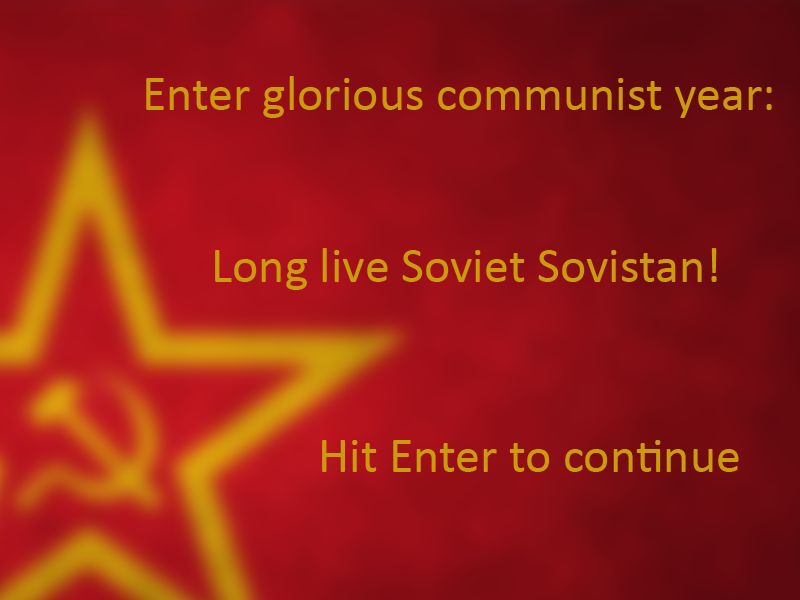 Enter glorious communist year:
Long live Soviet Sovistan!
Hit Enter to continue